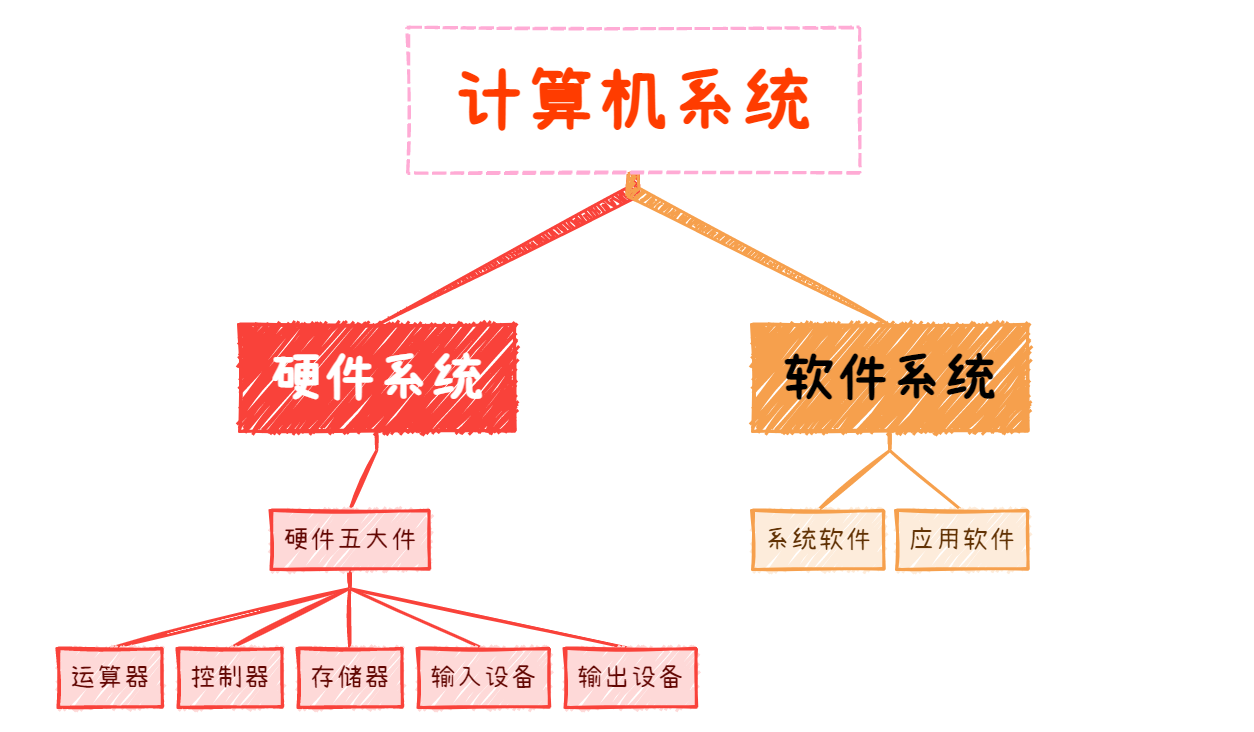 计算机系统
硬件系统
软件系统
硬件五大件
系统软件
应用软件
运算器
控制器
存储器
输入设备
输出设备